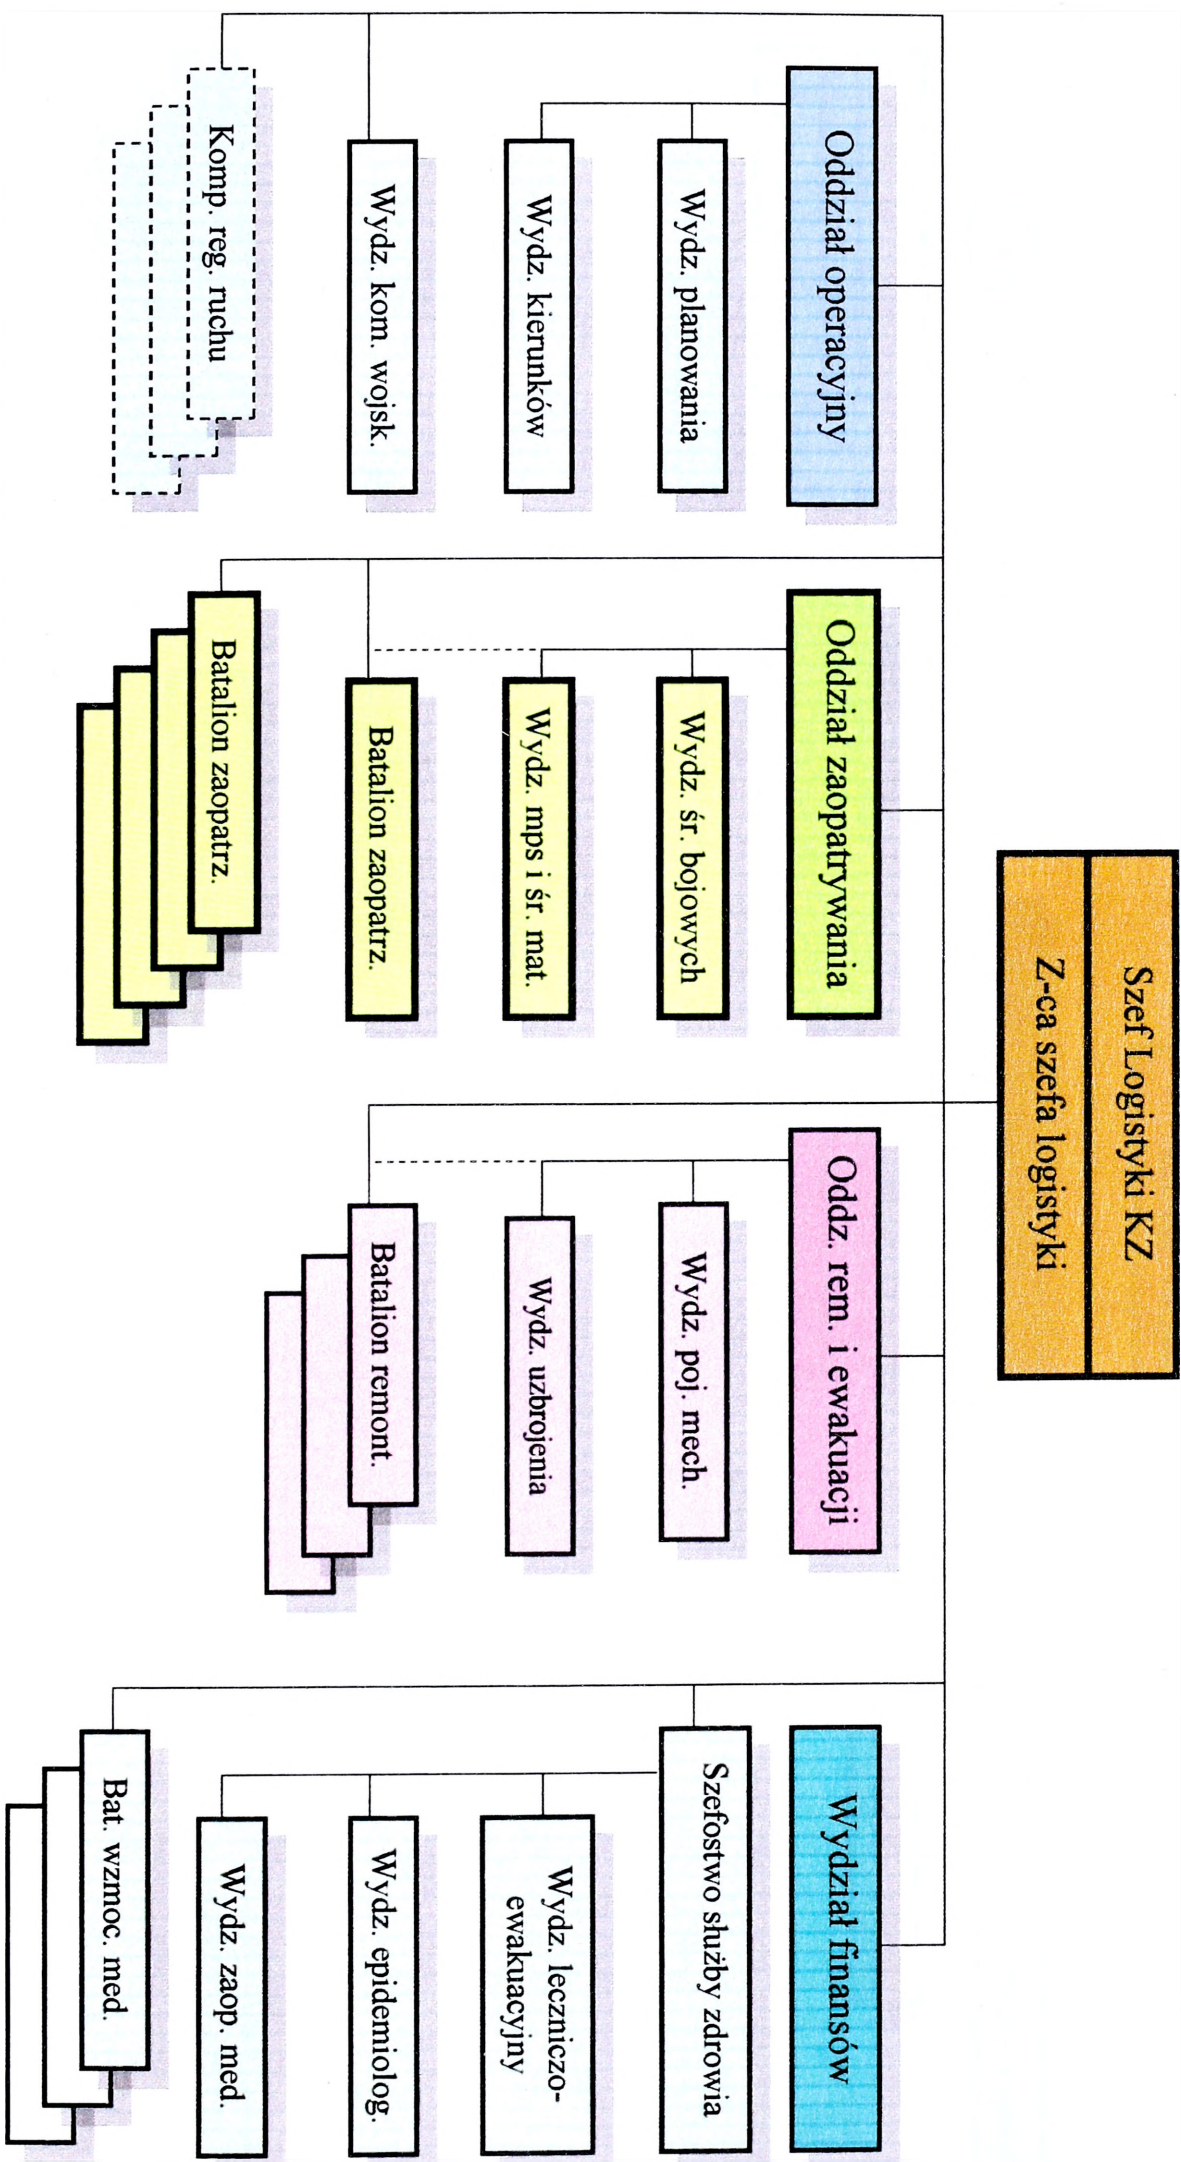 Szef Logistyki KZ
Z-ca szefa logistyki
Oddział operacyjny
Wydz. planowania
Wydz. kierunków
Wydz. kom. wojsk.
Komp. reg. ruchu
Oddział zaopatrywania
Wydz. śr. bojowych
Wydz. mps i śr. mat.
Batalion zaopatrz.
Batalion zaopatrz.
Oddz. rem. i ewakuacji
Wydz. poj. mech.
Wydz. uzbrojenia
Batalion remont.
Wydział finansów
Szefostwo służby zdrowia
Wydz. leczniczo-
ewakuacyjny
Wydz. epidemiolog.
Wydz. zaop. med.
Bat. wzmoc. med.